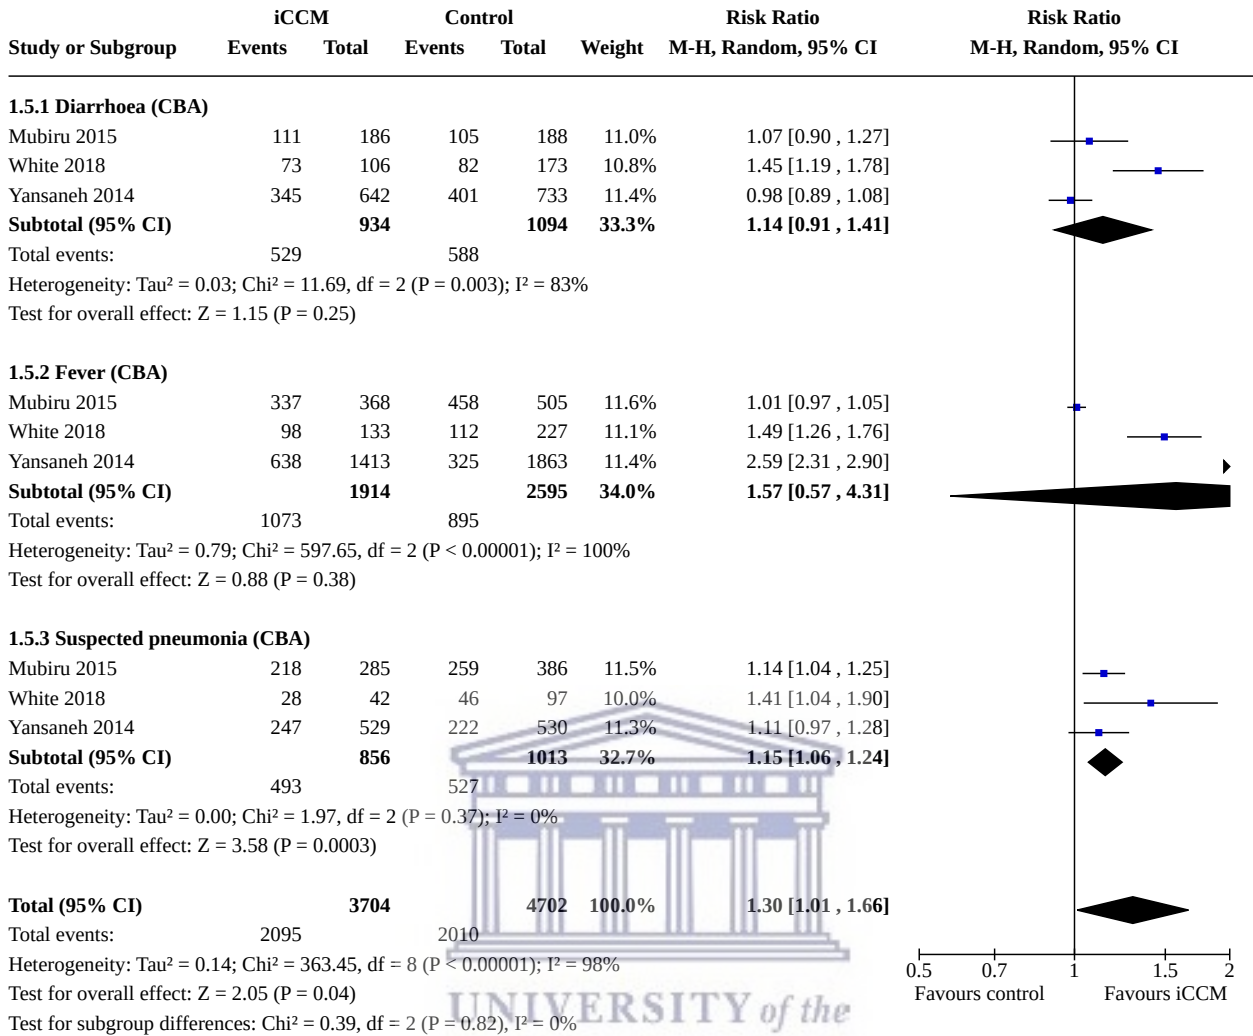 iCCM Control Risk Ratio Risk Ratio
Study or Subgroup Events Total Events Total Weight M-H, Random, 95% CI M-H, Random, 95% CI
1.5.1 Diarrhoea (CBA)
Mubiru 2015 111 186 105 188 11.0% 1.07 [0.90 , 1.27]
White 2018 73 106 82 173 10.8% 1.45 [1.19 , 1.78]
Yansaneh 2014 345 642 401 733 11.4% 0.98 [0.89 , 1.08]
Subtotal (95% CI) 934 1094 33.3% 1.14 [0.91 , 1.41]
Total events: 529 588
Heterogeneity: Tau² = 0.03; Chi² = 11.69, df = 2 (P = 0.003); I² = 83%
Test for overall effect: Z = 1.15 (P = 0.25)
1.5.2 Fever (CBA)
Mubiru 2015 337 368 458 505 11.6% 1.01 [0.97 , 1.05]
White 2018 98 133 112 227 11.1% 1.49 [1.26 , 1.76]
Yansaneh 2014 638 1413 325 1863 11.4% 2.59 [2.31 , 2.90]
Subtotal (95% CI) 1914 2595 34.0% 1.57 [0.57 , 4.31]
Total events: 1073 895
Heterogeneity: Tau² = 0.79; Chi² = 597.65, df = 2 (P < 0.00001); I² = 100%
Test for overall effect: Z = 0.88 (P = 0.38)
1.5.3 Suspected pneumonia (CBA)
Mubiru 2015 218 285 259 386 11.5% 1.14 [1.04 , 1.25]
White 2018 28 42 46 97 10.0% 1.41 [1.04 , 1.90]
Yansaneh 2014 247 529 222 530 11.3% 1.11 [0.97 , 1.28]
Subtotal (95% CI) 856 1013 32.7% 1.15 [1.06 , 1.24]
Total events: 493 527
Heterogeneity: Tau² = 0.00; Chi² = 1.97, df = 2 (P = 0.37); I² = 0%
Test for overall effect: Z = 3.58 (P = 0.0003)
Total (95% CI) 3704 4702 100.0% 1.30 [1.01 , 1.66]
Total events: 2095 2010
Heterogeneity: Tau² = 0.14; Chi² = 363.45, df = 8 (P < 0.00001); I² = 98%
Test for overall effect: Z = 2.05 (P = 0.04)
Test for subgroup differences: Chi² = 0.39, df = 2 (P = 0.82), I² = 0%
0.5 0.7 1 1.5 2
Favours control Favours iCCM
UNIVERSITY of the